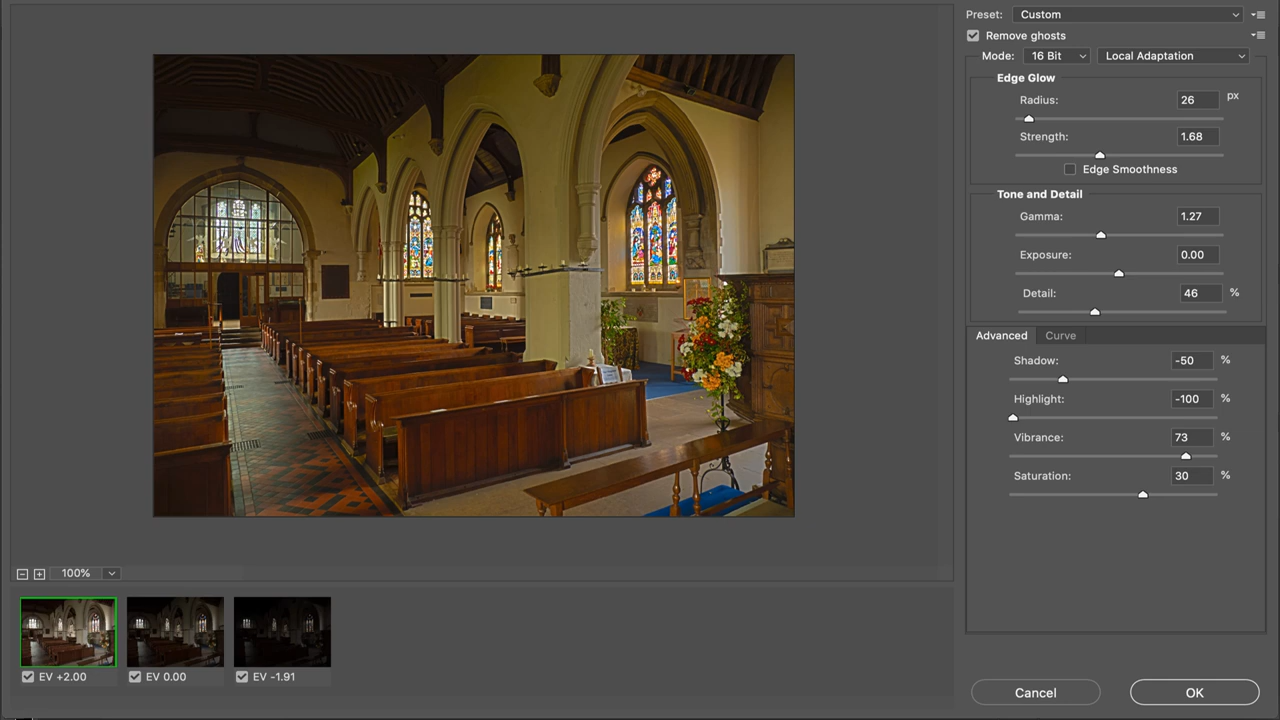 Preset: Custom
Remove ghosts
Mode: 16 Bit Local Adaptation
Edge Glow
Radius: 26 px
Strength: 1.68
Edge Smoothness
Tone and Detail
Gamma: 1.27
Exposure: 0.00
Detail: 46 %
Advanced Curve
Shadow: -50 %
Highlight: -100 %
Vibrance: 73 %
Saturation: 30 %
100%
EV +2.00 EV 0.00 EV -1.91
Cancel OK